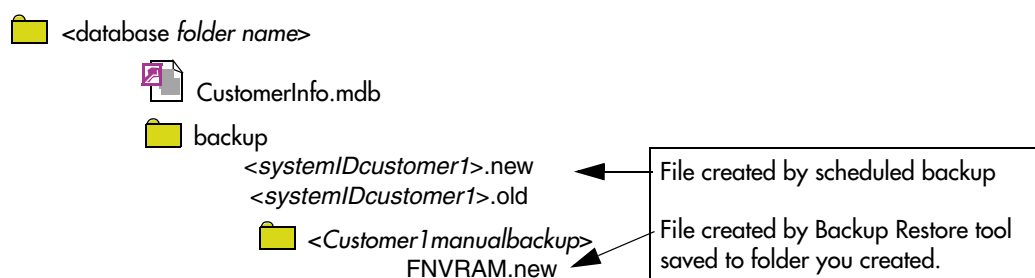 <database folder name>
CustomerInfo.mdb
backup
<systemIDcustomer1>.new
<systemIDcustomer1>.old
<Customer1manualbackup>
FNVRAM.new
File created by scheduled backup
File created by Backup Restore tool
saved to folder you created.